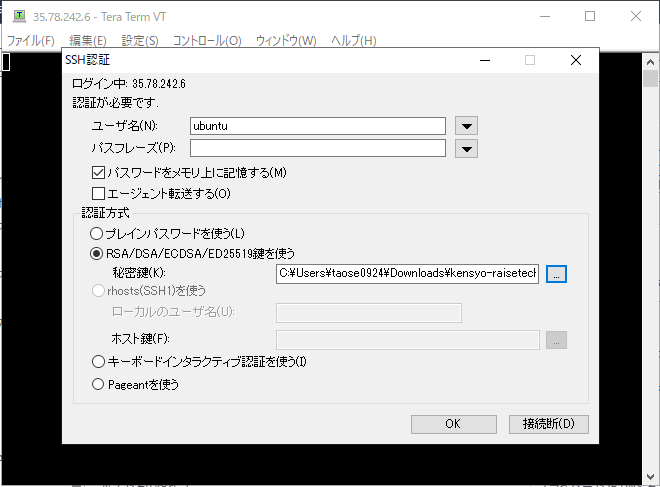 35.78.242.6 - Tera Term VT
ファイル(F) 編集(E) 設定(S) コントロール(O) ウィンドウ(W) ヘルプ(H)
SSH認証
ログイン中: 35.78.242.6
認証が必要です.
ユーザ名(N): ubuntu
パスフレーズ(P):
パスワードをメモリ上に記憶する(M)
エージェント転送する(O)
認証方式
プレインパスワードを使う(L)
RSA/DSA/ECDSA/ED25519鍵を使う
秘密鍵(K): C:¥Users¥taose0924¥Downloads¥kensyo-raisetech ...
rhosts(SSH1)を使う
ローカルのユーザ名(U):
ホスト鍵(F): ...
キーボードインタラクティブ認証を使う(I)
Pageantを使う
OK 接続断(D)